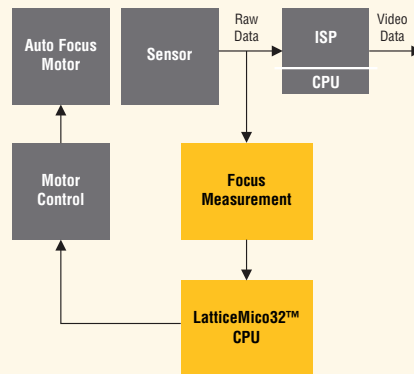 Auto Focus
Motor
Sensor
Raw
Data
ISP
CPU
Video
Data
Motor
Control
Focus
Measurement
LatticeMico32™
CPU